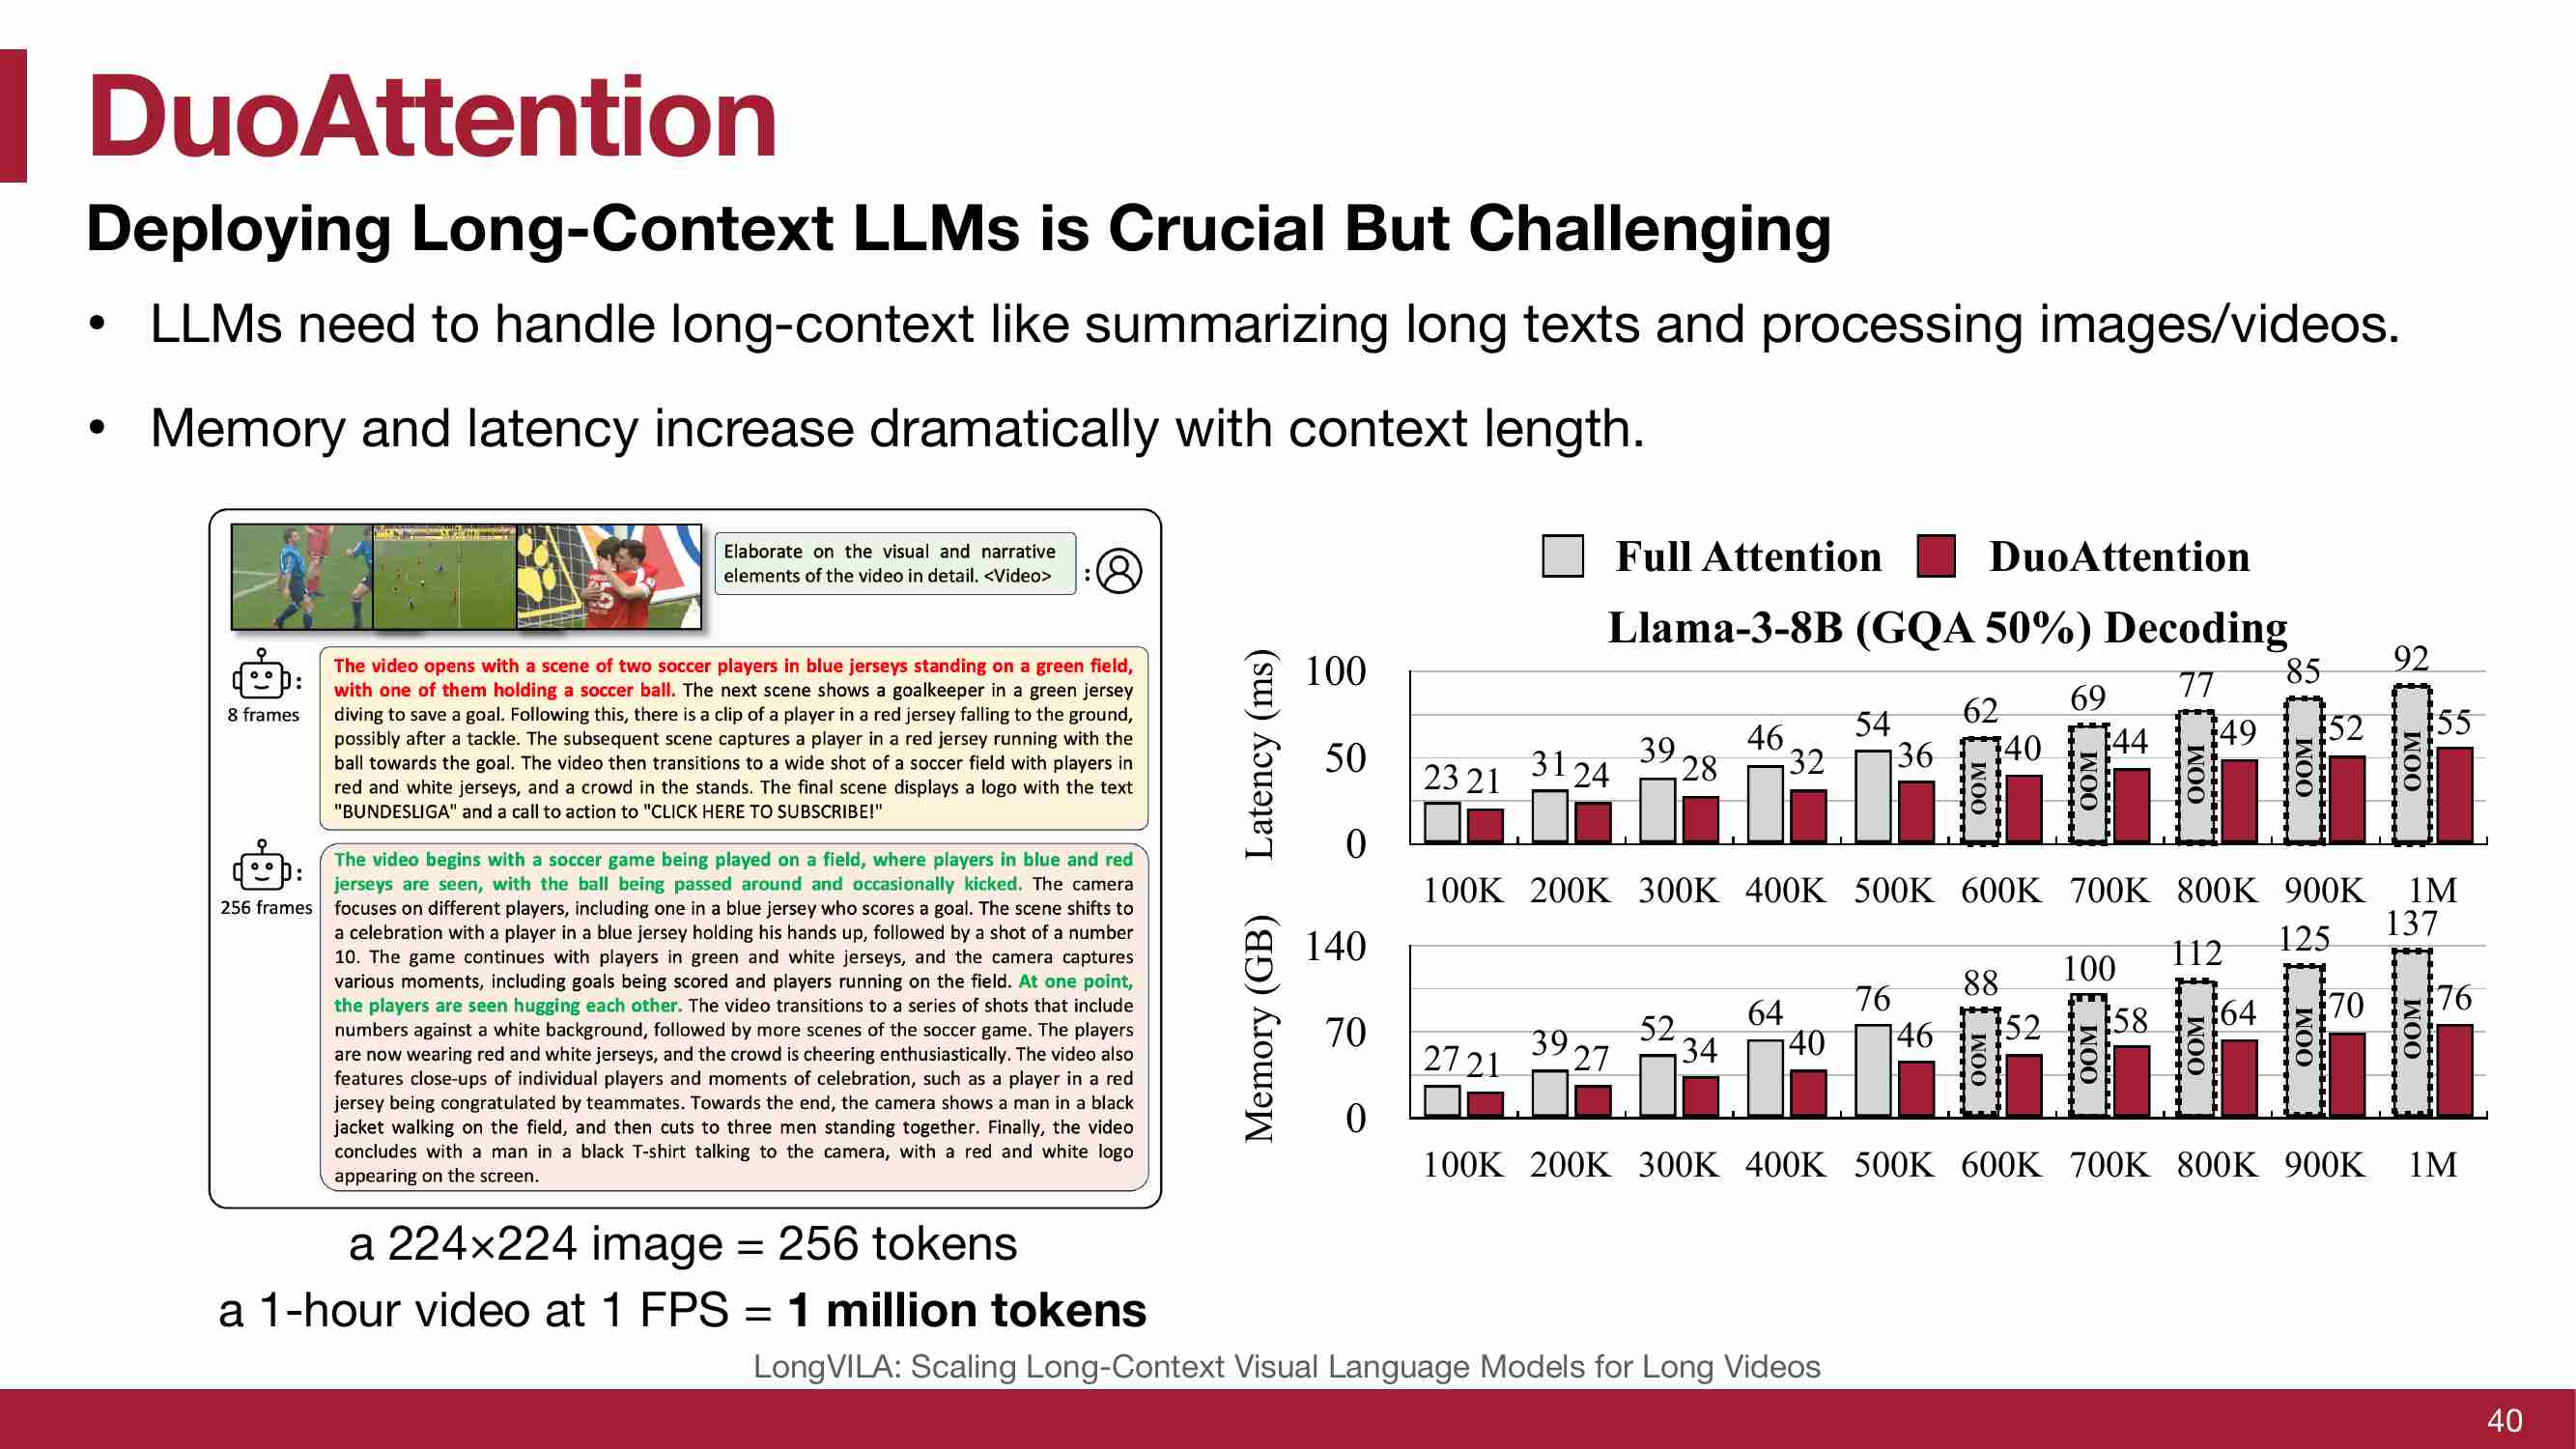 DuoAttention
Deploying Long-Context LLMs is Crucial But Challenging
• LLMs need to handle long-context like summarizing long texts and processing images/videos.
• Memory and latency increase dramatically with context length.
Elaborate on the visual and narrative
elements of the video in detail. <Video>
:
:
8 frames
The video opens with a scene of two soccer players in blue jerseys standing on a green field,
with one of them holding a soccer ball. The next scene shows a goalkeeper in a green jersey
diving to save a goal. Following this, there is a clip of a player in a red jersey falling to the ground,
possibly after a tackle. The subsequent scene captures a player in a red jersey running with the
ball towards the goal. The video then transitions to a wide shot of a soccer field with players in
red and white jerseys, and a crowd in the stands. The final scene displays a logo with the text
"BUNDESLIGA" and a call to action to "CLICK HERE TO SUBSCRIBE!"
:
256 frames
The video begins with a soccer game being played on a field, where players in blue and red
jerseys are seen, with the ball being passed around and occasionally kicked. The camera
focuses on different players, including one in a blue jersey who scores a goal. The scene shifts to
a celebration with a player in a blue jersey holding his hands up, followed by a shot of a number
10. The game continues with players in green and white jerseys, and the camera captures
various moments, including goals being scored and players running on the field. At one point,
the players are seen hugging each other. The video transitions to a series of shots that include
numbers against a white background, followed by more scenes of the soccer game. The players
are now wearing red and white jerseys, and the crowd is cheering enthusiastically. The video also
features close-ups of individual players and moments of celebration, such as a player in a red
jersey being congratulated by teammates. Towards the end, the camera shows a man in a black
jacket walking on the field, and then cuts to three men standing together. Finally, the video
concludes with a man in a black T-shirt talking to the camera, with a red and white logo
appearing on the screen.
a 224×224 image = 256 tokens
a 1-hour video at 1 FPS = 1 million tokens
Full Attention DuoAttention
Llama-3-8B (GQA 50%) Decoding
Latency (ms)
100
50
0
23 21 31 24 39 28 46 32 54 36 62 40 69 44 77 49 85 52 92 55
OOM OOM OOM OOM OOM
100K 200K 300K 400K 500K 600K 700K 800K 900K 1M
Memory (GB)
140
70
0
27 21 39 27 52 34 64 40 76 46 88 52 100 58 112 64 125 70 137 76
OOM OOM OOM OOM OOM
100K 200K 300K 400K 500K 600K 700K 800K 900K 1M
LongVILA: Scaling Long-Context Visual Language Models for Long Videos
40